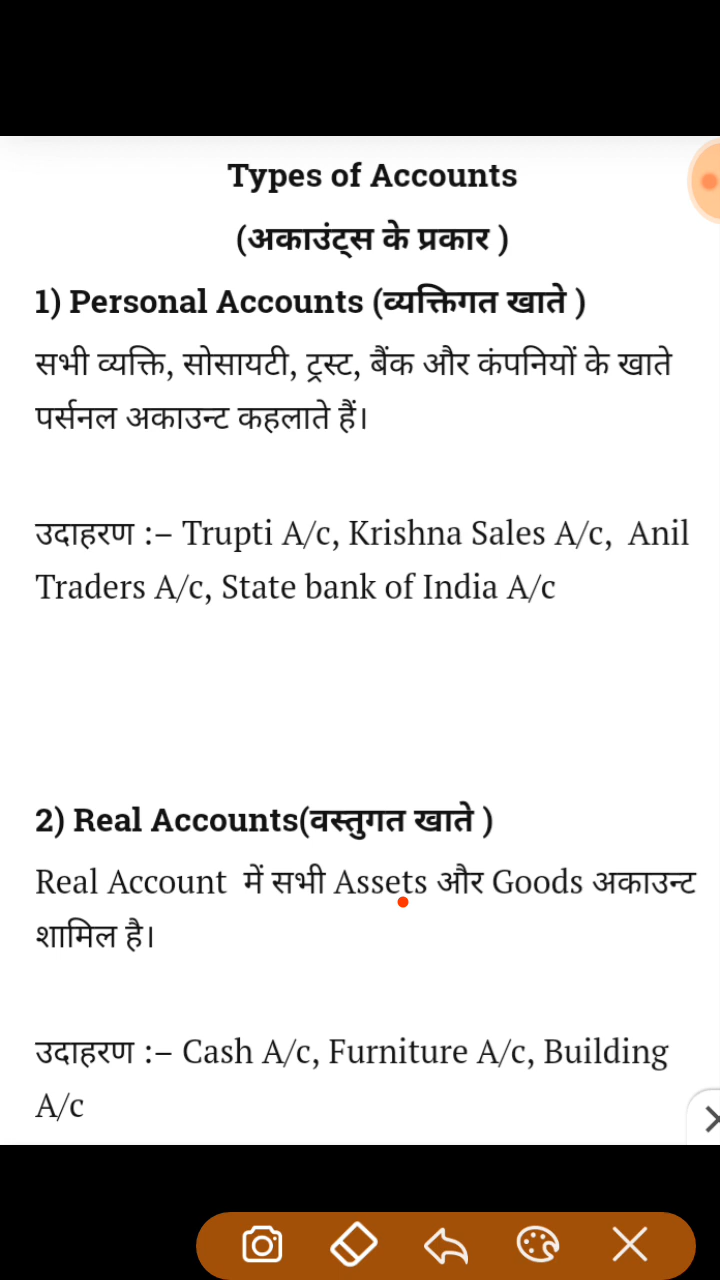 Types of Accounts
(अकाउंट्स के प्रकार )
1) Personal Accounts (व्यक्तिगत खाते )
सभी व्यक्ति, सोसायटी, ट्रस्ट, बैंक और कंपनियों के खाते
पर्सनल अकाउन्ट कहलाते हैं।
उदाहरण :– Trupti A/c, Krishna Sales A/c, Anil
Traders A/c, State bank of India A/c
2) Real Accounts(वस्तुगत खाते )
Real Account में सभी Assets और Goods अकाउन्ट
शामिल है।
उदाहरण :– Cash A/c, Furniture A/c, Building
A/c